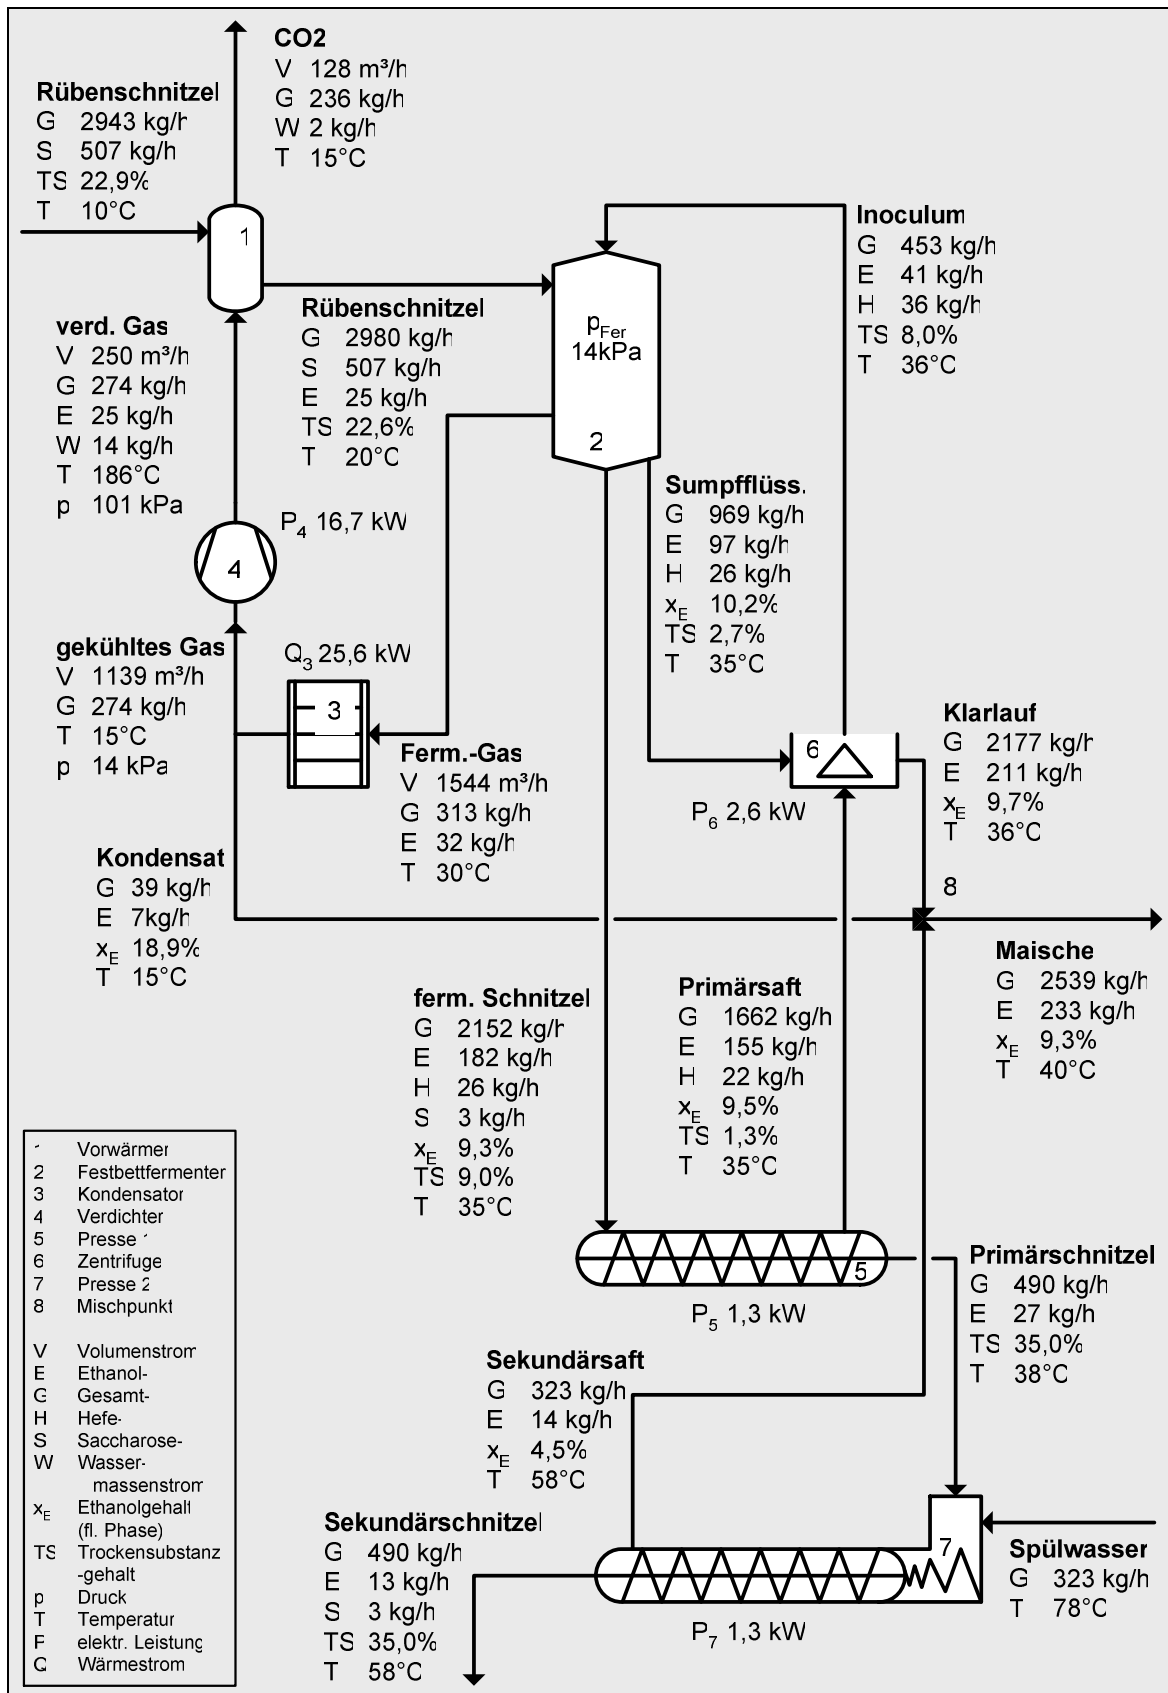 CO2
V 128 m³/h
G 236 kg/h
W 2 kg/h
T 15°C
Rübenschnitzel
G 2943 kg/h
S 507 kg/h
TS 22,9%
T 10°C
1
verd. Gas
V 250 m³/h
G 274 kg/h
E 25 kg/h
W 14 kg/h
T 186°C
p 101 kPa
Rübenschnitzel
G 2980 kg/h
S 507 kg/h
E 25 kg/h
TS 22,6%
T 20°C
pFer
14kPa
2
Inoculum
G 453 kg/h
E 41 kg/h
H 36 kg/h
TS 8,0%
T 36°C
P4 16,7 kW
4
Sumpfflüss.
G 969 kg/h
E 97 kg/h
H 26 kg/h
xE 10,2%
TS 2,7%
T 35°C
gekühltes Gas
V 1139 m³/h
G 274 kg/h
T 15°C
p 14 kPa
Q3 25,6 kW
3
Ferm.-Gas
V 1544 m³/h
G 313 kg/h
E 32 kg/h
T 30°C
6
P6 2,6 kW
Klarlauf
G 2177 kg/h
E 211 kg/h
xE 9,7%
T 36°C
8
Kondensat
G 39 kg/h
E 7kg/h
xE 18,9%
T 15°C
Maische
G 2539 kg/h
E 233 kg/h
xE 9,3%
T 40°C
ferm. Schnitzel
G 2152 kg/h
E 182 kg/h
H 26 kg/h
S 3 kg/h
xE 9,3%
TS 9,0%
T 35°C
Primärsaft
G 1662 kg/h
E 155 kg/h
H 22 kg/h
xE 9,5%
TS 1,3%
T 35°C
5
P5 1,3 kW
Primärschnitzel
G 490 kg/h
E 27 kg/h
TS 35,0%
T 38°C
Sekundärsaft
G 323 kg/h
E 14 kg/h
xE 4,5%
T 58°C
Sekundärschnitzel
G 490 kg/h
E 13 kg/h
S 3 kg/h
TS 35,0%
T 58°C
7
P7 1,3 kW
Spülwasser
G 323 kg/h
T 78°C
1 Vorwärmer
2 Festbettfermenter
3 Kondensator
4 Verdichter
5 Presse 1
6 Zentrifuge
7 Presse 2
8 Mischpunkt
V Volumenstrom
E Ethanol-
G Gesamt-
H Hefe-
S Saccharose-
W Wasser-
massenstrom
xE Ethanolgehalt
(fl. Phase)
TS Trockensubstanz
-gehalt
p Druck
T Temperatur
P elektr. Leistung
Q Wärmestrom